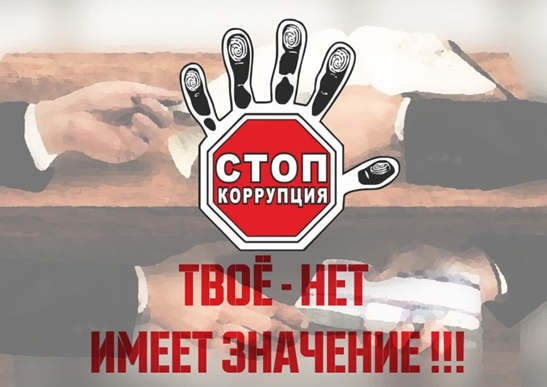 СТОП
КОРРУПЦИЯ
ТВОЁ - НЕТ
ИМЕЕТ ЗНАЧЕНИЕ !!!